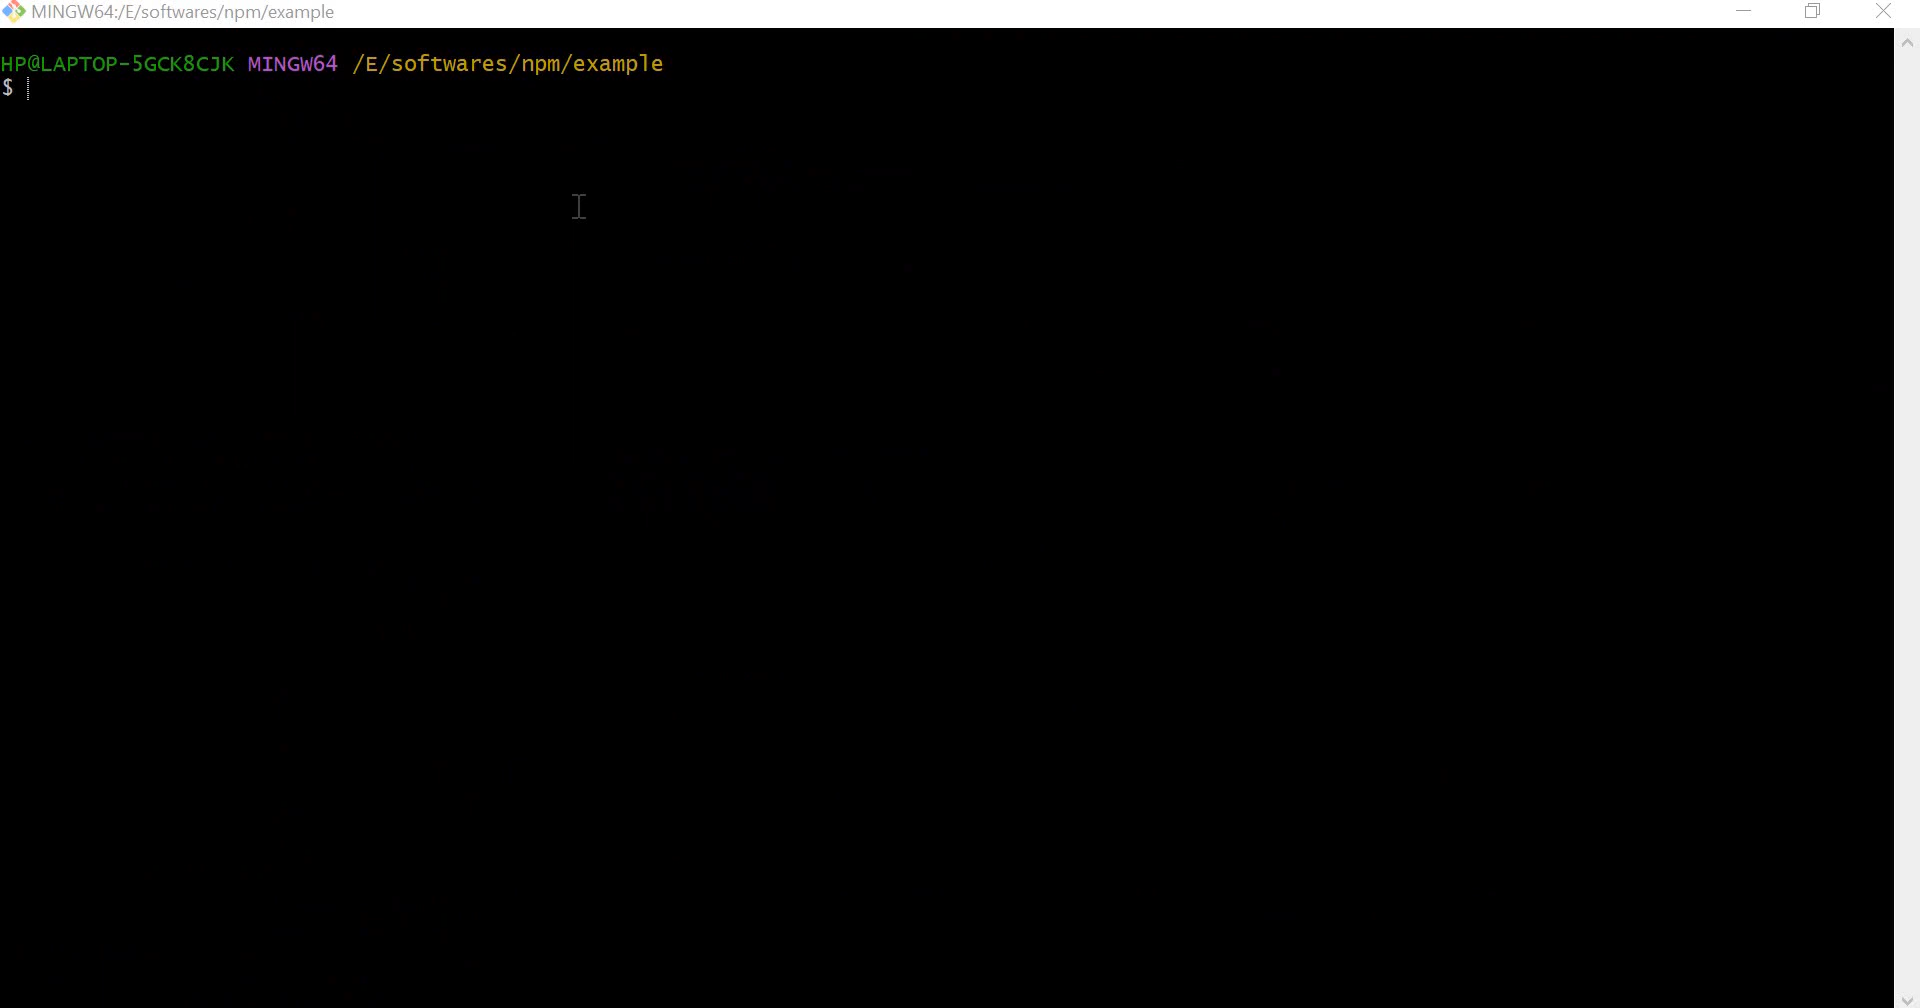 MINGW64:/E/softwares/npm/example
HP@LAPTOP-5GCK8CJK MINGW64 /E/softwares/npm/example
$